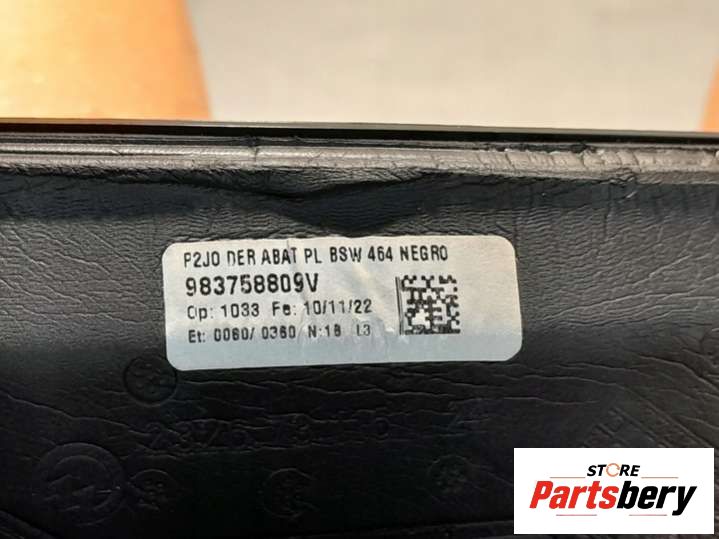 P2JO DER ABAT PL BSW 464 NEGRO
983758809V
Op: 1033 Fe: 10/11/22
Et: 0060/ 0360 N:18 L3
STORE
Partsbery